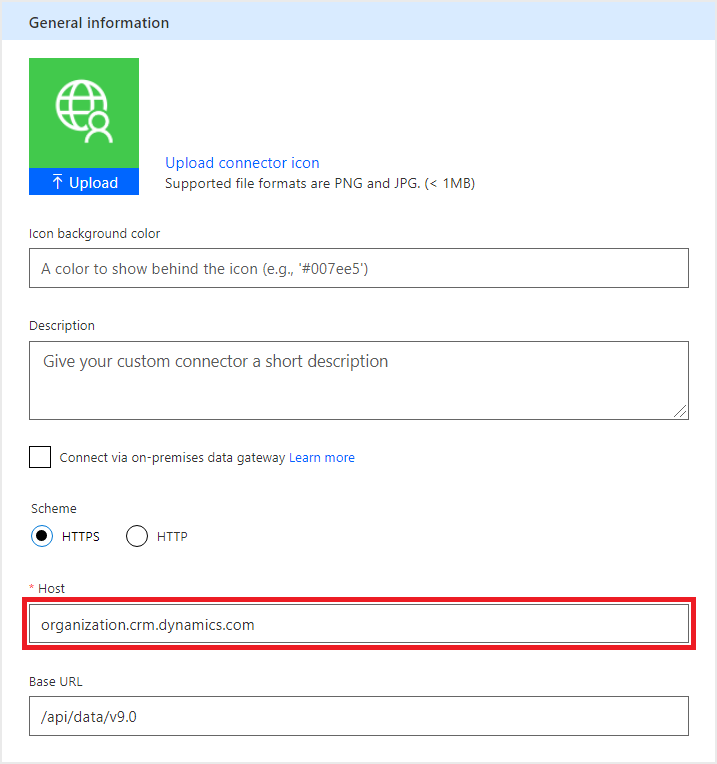 General information
Upload
Upload connector icon
Supported file formats are PNG and JPG. (< 1MB)
Icon background color
A color to show behind the icon (e.g., '#007ee5')
Description
Give your custom connector a short description
Connect via on-premises data gateway Learn more
Scheme
HTTPS HTTP
* Host
organization.crm.dynamics.com
Base URL
/api/data/v9.0